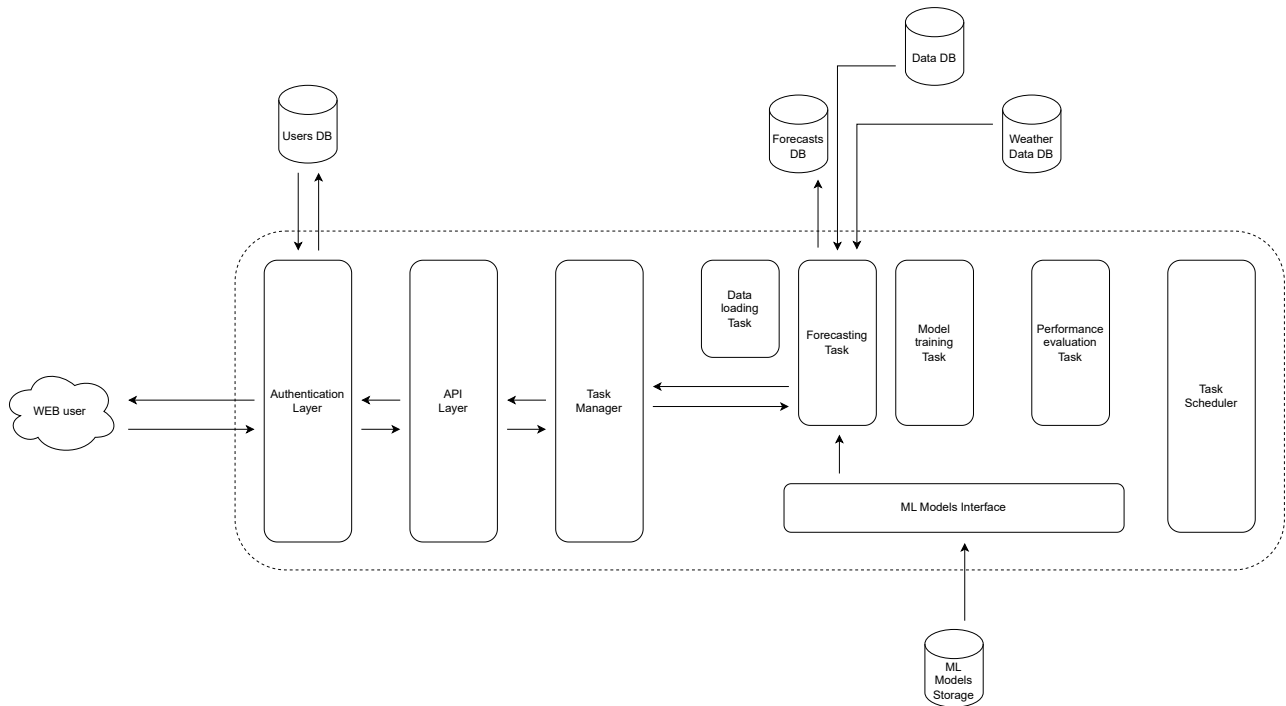 Data DB
Users DB
Forecasts
DB
Weather
Data DB
Data
loading
Task
Forecasting
Task
Model
training
Task
Performance
evaluation
Task
WEB user
Authentication
Layer
API
Layer
Task
Manager
Task
Scheduler
ML Models Interface
ML
Models
Storage